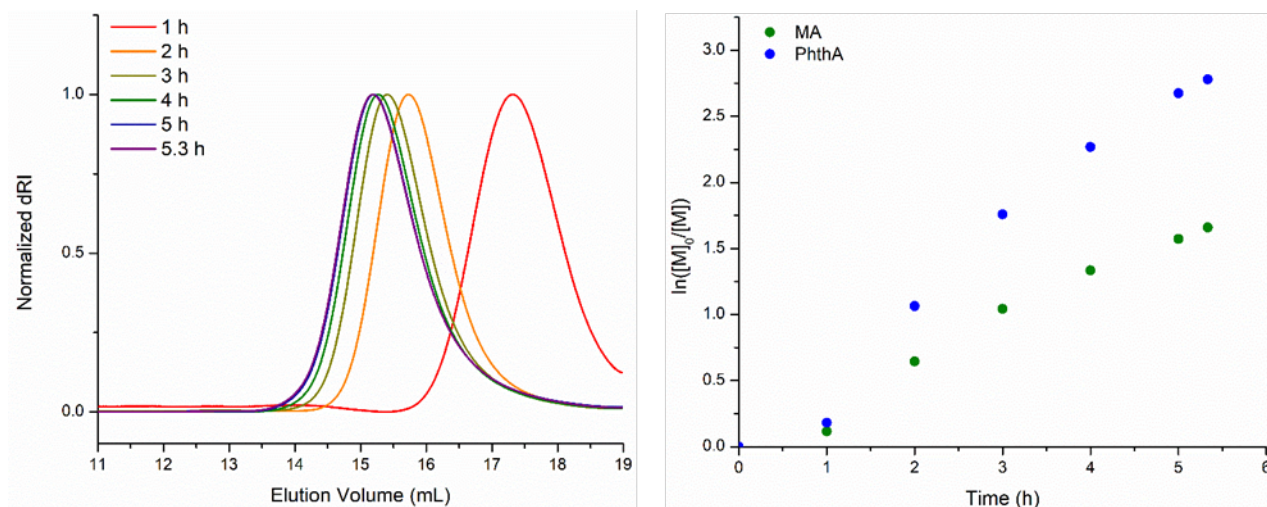 1 h
2 h
3 h
4 h
5 h
5.3 h
1.0
0.5
0.0
Normalized dRI
11 12 13 14 15 16 17 18 19
Elution Volume (mL)
MA
PhthA
3.0
2.5
2.0
1.5
1.0
0.5
0.0
ln([M]₀/[M])
0 1 2 3 4 5 6
Time (h)